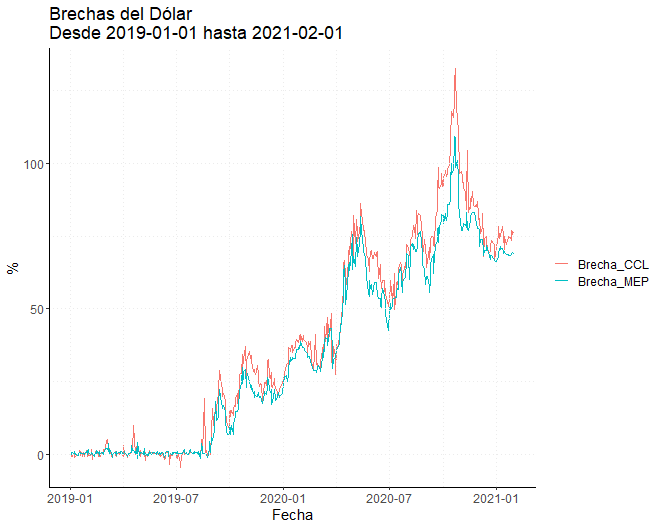 Brechas del Dólar
Desde 2019-01-01 hasta 2021-02-01
100
50
0
%
2019-01 2019-07 2020-01 2020-07 2021-01
Fecha
Brecha_CCL
Brecha_MEP